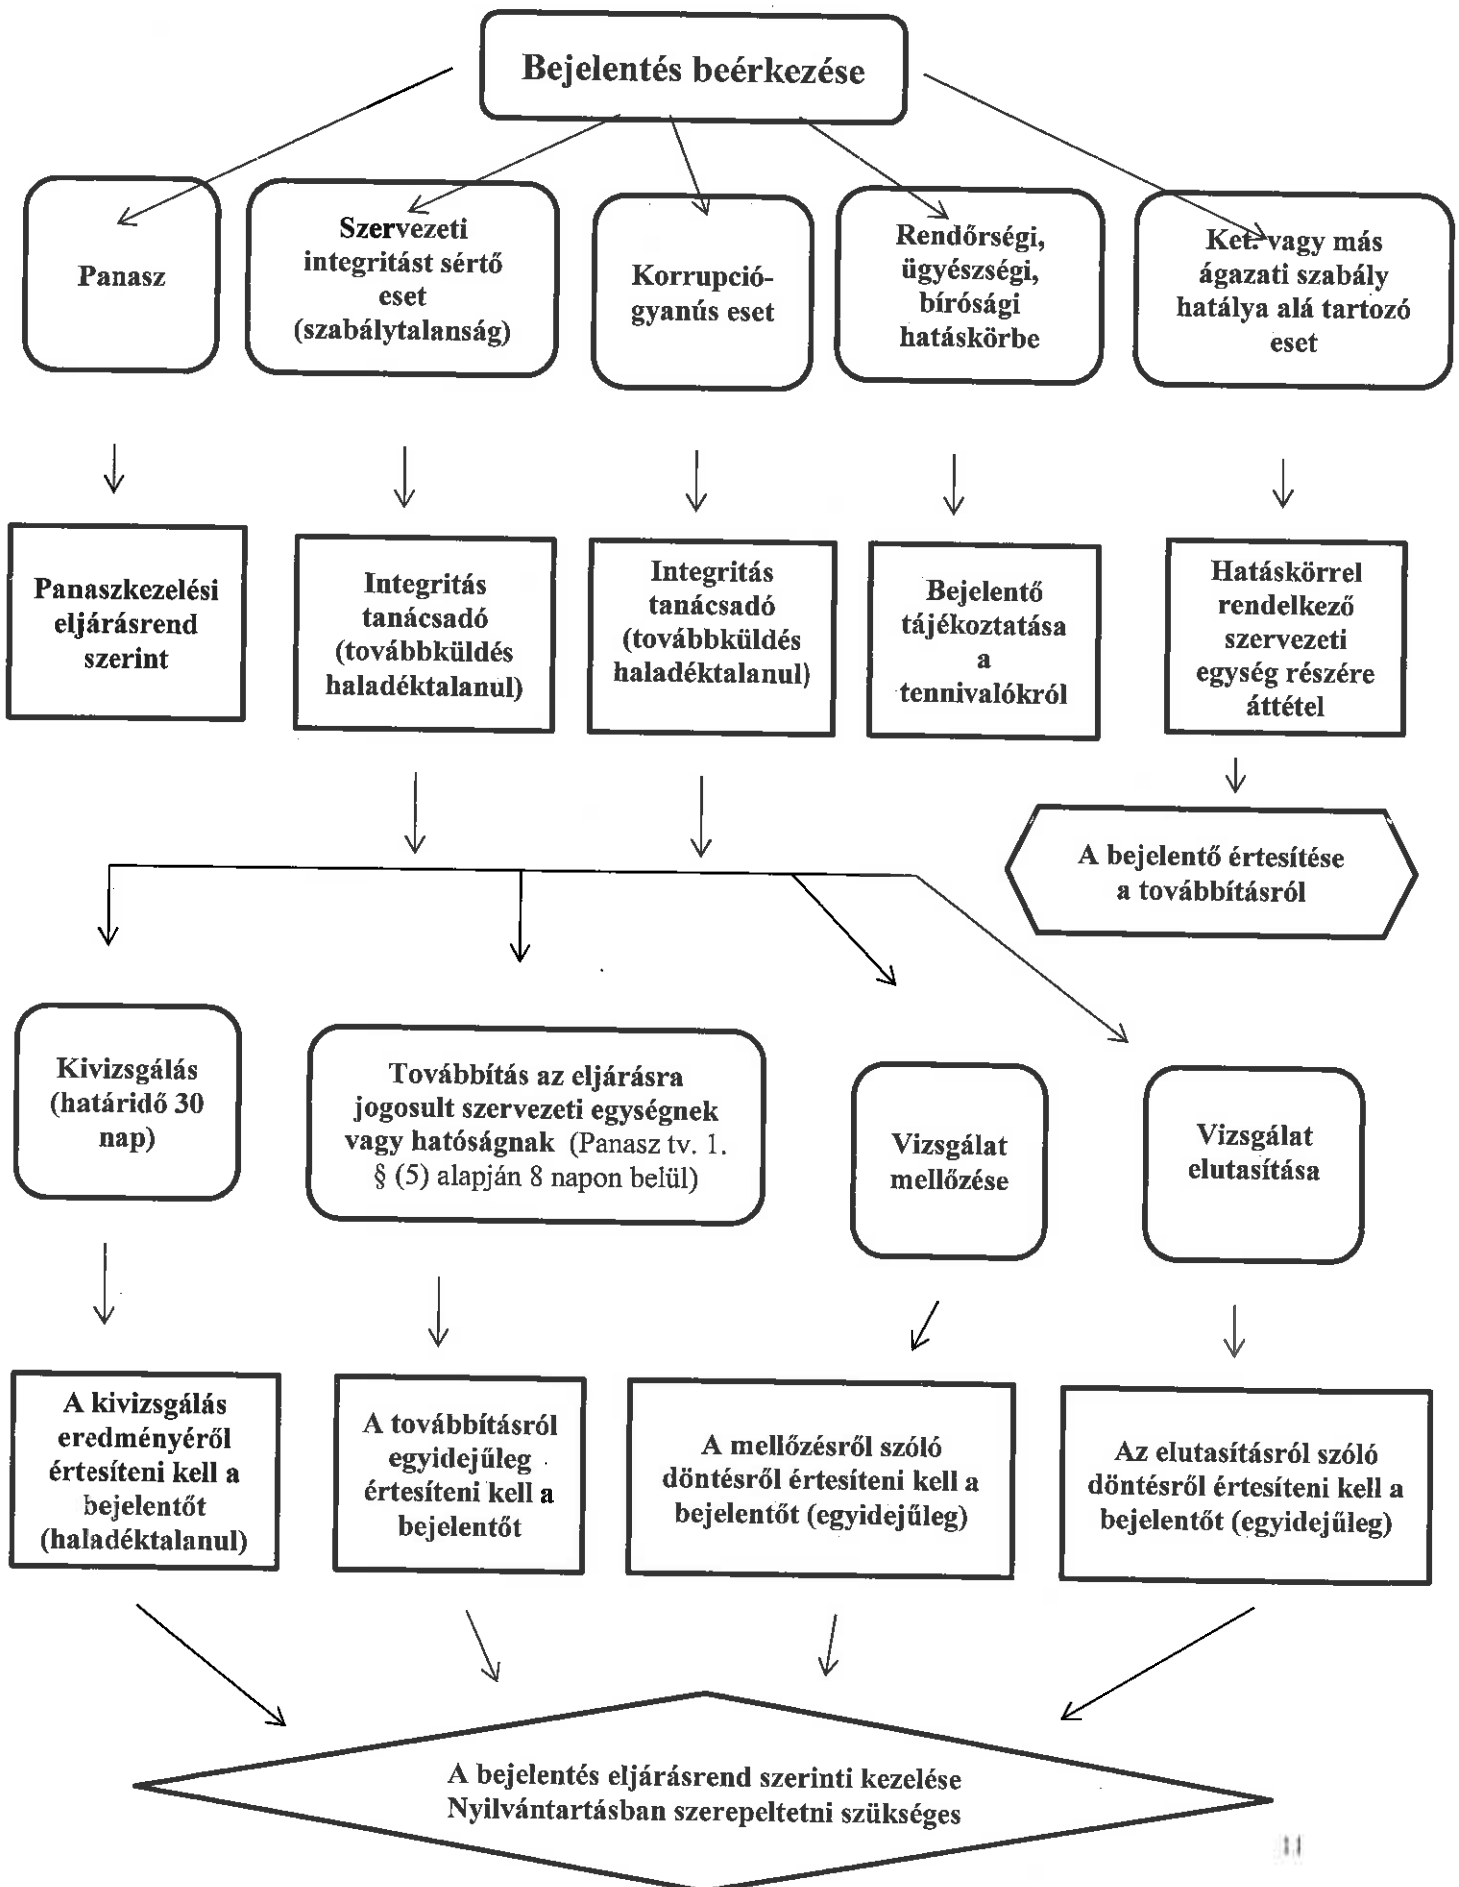 Bejelentés beérkezése
Panasz
Szervezeti
integritást sértő
eset
(szabálytalanság)
Korrupció-
gyanús eset
Rendőrségi,
ügyészségi,
bírósági
hatáskörbe
Ket. vagy más
ágazati szabály
hatálya alá tartozó
eset
Panaszkezelési
eljárásrend
szerint
Integritás
tanácsadó
(továbbküldés
haladéktalanul)
Integritás
tanácsadó
(továbbküldés
haladéktalanul)
Bejelentő
tájékoztatása
a
tennivalókról
Hatáskörrel
rendelkező
szervezeti
egység részére
áttétel
A bejelentő értesítése
a továbbításról
Kivizsgálás
(határidő 30
nap)
Továbbítás az eljárásra
jogosult szervezeti egységnek
vagy hatóságnak (Panasz tv. 1.
§ (5) alapján 8 napon belül)
Vizsgálat
mellőzése
Vizsgálat
elutasítása
A kivizsgálás
eredményéről
értesíteni kell a
bejelentőt
(haladéktalanul)
A továbbításról
egyidejűleg
értesíteni kell a
bejelentőt
A mellőzésről szóló
döntésről értesíteni kell a
bejelentőt (egyidejűleg)
Az elutasításról szóló
döntésről értesíteni kell a
bejelentőt (egyidejűleg)
A bejelentés eljárásrend szerinti kezelése
Nyilvántartásban szerepeltetni szükséges
11